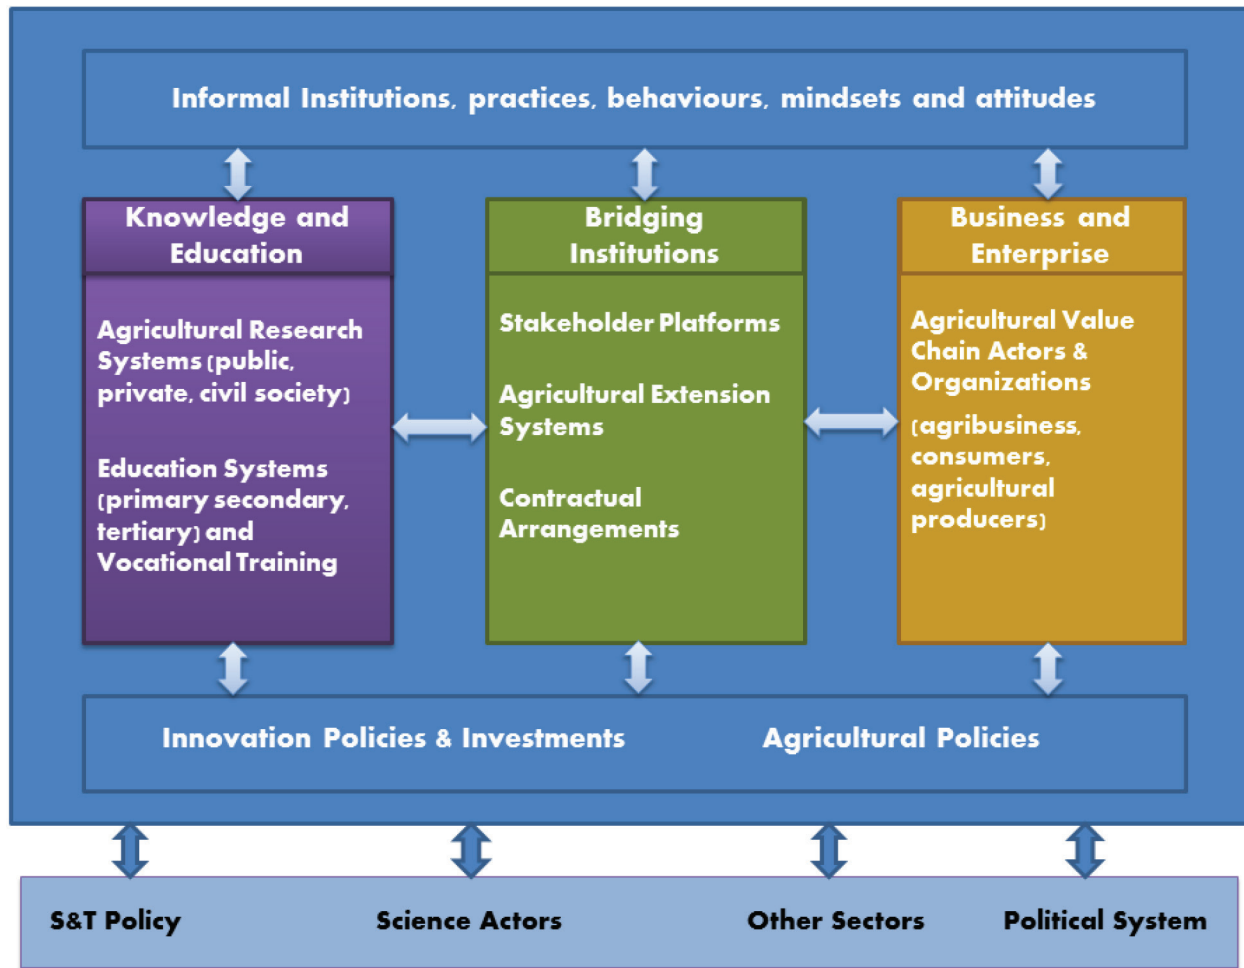 Informal Institutions, practices, behaviours, mindsets and attitudes
Knowledge and
Education
Agricultural Research
Systems (public,
private, civil society)
Education Systems
(primary secondary,
tertiary) and
Vocational Training
Bridging
Institutions
Stakeholder Platforms
Agricultural Extension
Systems
Contractual
Arrangements
Business and
Enterprise
Agricultural Value
Chain Actors &
Organizations
(agribusiness,
consumers,
agricultural
producers)
Innovation Policies & Investments
Agricultural Policies
S&T Policy
Science Actors
Other Sectors
Political System